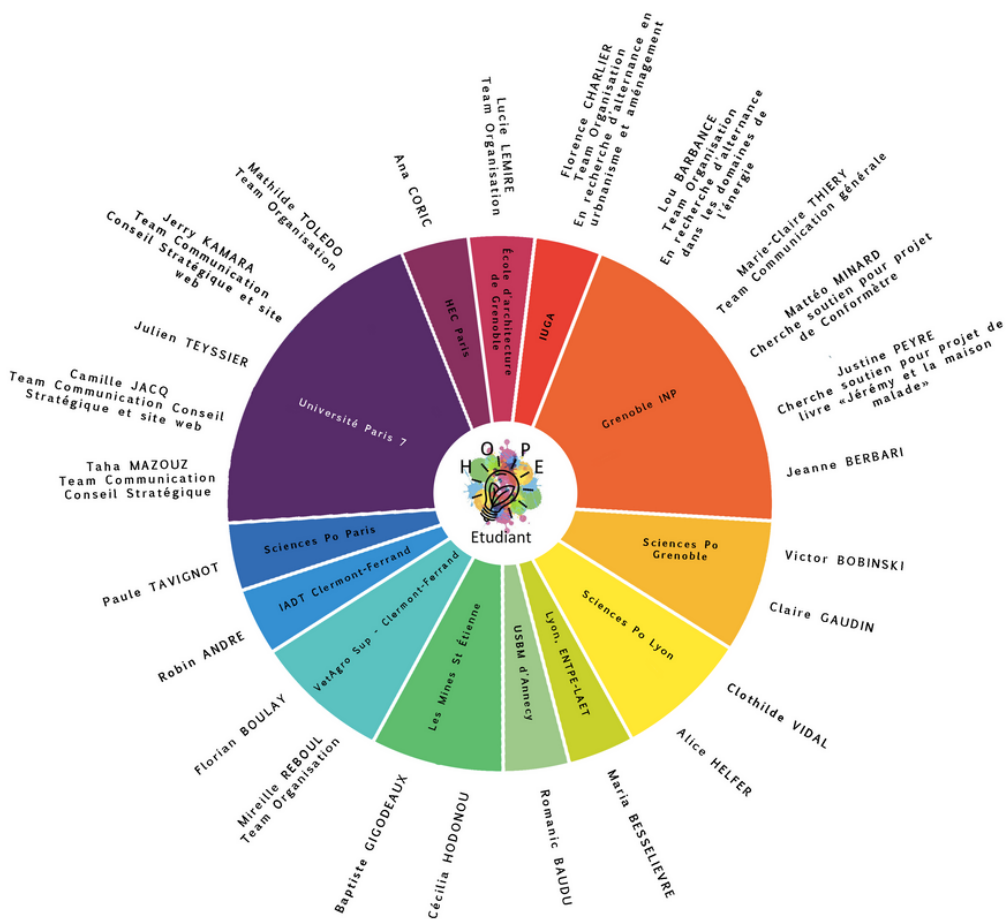 Lucie LEMIRE
Team Organisation
Florence CHARLIER
Team Organisation
En recherche d'alternance en
urbnanisme et aménagement
Lou BARBANCE
Team Organisation
En recherche d'alternance
dans les domaines de
l'énergie
Marie-Claire THIERY
Team Communication générale
Mattéo MINARD
Cherche soutien pour projet
de Conformètre
Justine PEYRE
Cherche soutien pour projet de
livre «Jérémy et la maison
malade»
Jeanne BERBARI
Victor BOBINSKI
Claire GAUDIN
Clothilde VIDAL
Alice HELFER
Maria BESSELIEVRE
Romanic BAUDU
Cécilia HODONOU
Baptiste GIGODEAUX
Mireille REBOUL
Team Organisation
Florian BOULAY
Robin ANDRE
Paule TAVIGNOT
Taha MAZOUZ
Team Communication
Conseil Stratégique
Camille JACQ
Team Communication Conseil
Stratégique et site web
Julien TEYSSIER
Jerry KAMARA
Team Communication
Conseil Stratégique et site
web
Mathilde TOLEDO
Team Organisation
Ana CORIC
École d'architecture
de Grenoble
IUGA
Grenoble INP
Sciences Po
Grenoble
Sciences Po Lyon
Lyon, ENTPE-LAET
USBM d'Annecy
Les Mines St Étienne
VetAgro Sup - Clermont-Ferrand
IADT Clermont-Ferrand
Sciences Po Paris
Université Paris 7
HEC Paris
HOPE
Etudiant